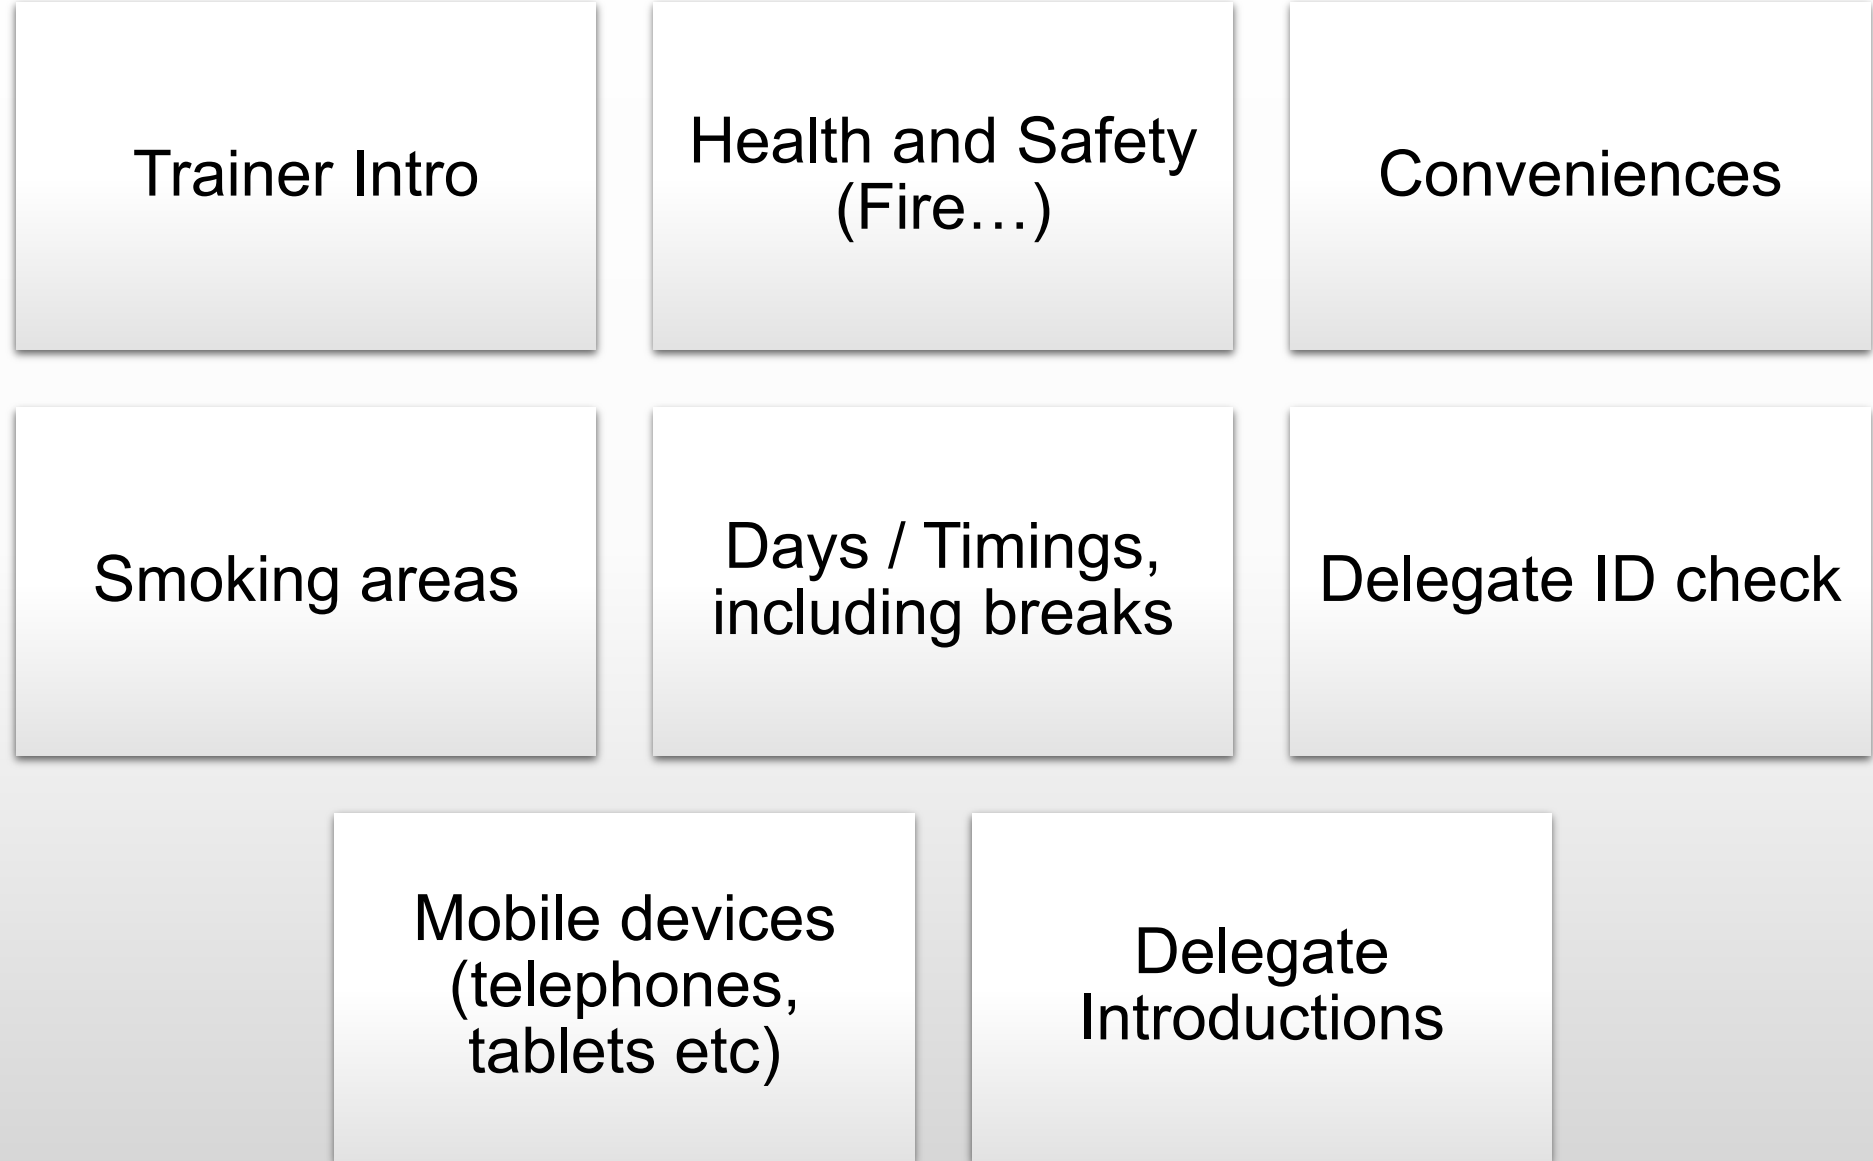 Trainer Intro
Health and Safety
(Fire…)
Conveniences
Smoking areas
Days / Timings,
including breaks
Delegate ID check
Mobile devices
(telephones,
tablets etc)
Delegate
Introductions